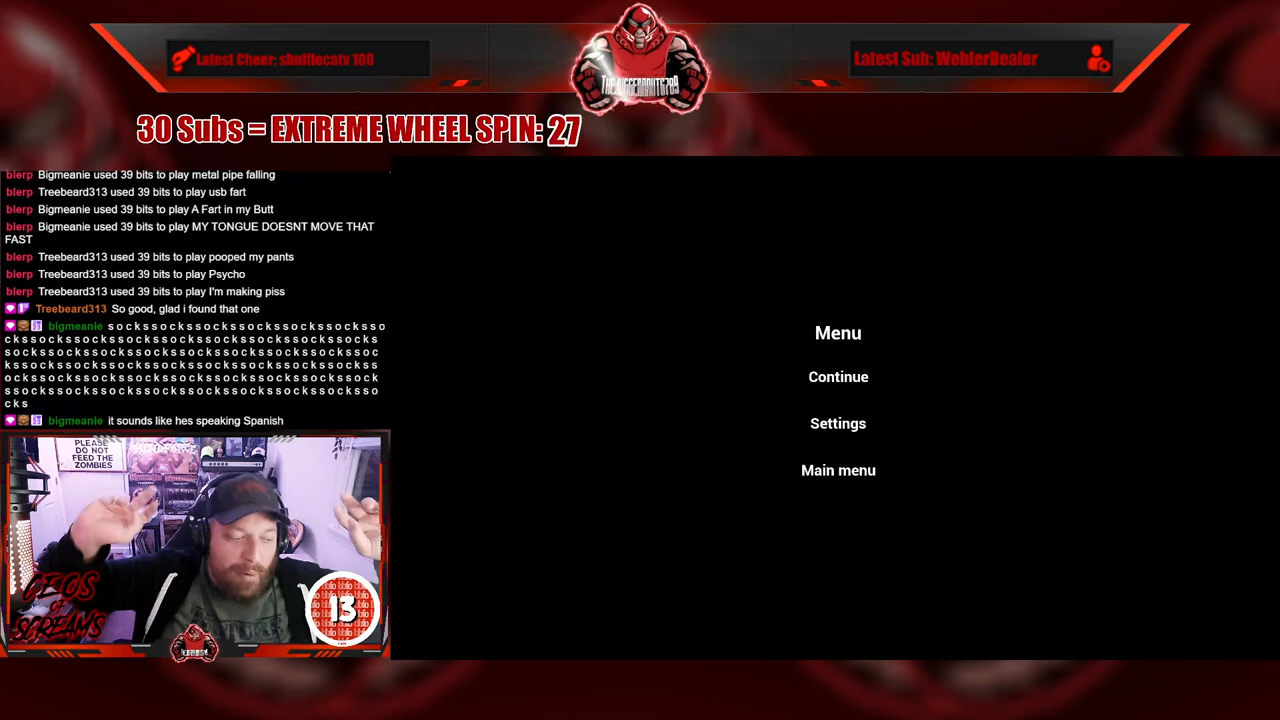 Latest Cheer: shufflecatv 100
THEJUGGERNAUT6789
Latest Sub: WehlerDealer
30 Subs = EXTREME WHEEL SPIN: 27
blerp Bigmeanie used 39 bits to play metal pipe falling
blerp Treebeard313 used 39 bits to play usb fart
blerp Bigmeanie used 39 bits to play A Fart in my Butt
blerp Bigmeanie used 39 bits to play MY TONGUE DOESNT MOVE THAT
FAST
blerp Treebeard313 used 39 bits to play pooped my pants
blerp Treebeard313 used 39 bits to play Psycho
blerp Treebeard313 used 39 bits to play I'm making piss
Treebeard313 So good, glad i found that one
bigmeanie s o c k s s o c k s s o c k s s o c k s s o c k s s o c k s s o
c k s s o c k s s o c k s s o c k s s o c k s s o c k s s o c k s s o c k s
s o c k s s o c k s s o c k s s o c k s s o c k s s o c k s s o c k s s o c
k s s o c k s s o c k s s o c k s s o c k s s o c k s s o c k s s o c k s s
o c k s s o c k s s o c k s s o c k s s o c k s s o c k s s o c k s s o c k s
s s o c k s s o c k s s o c k s s o c k s s o c k s s o c k s s o c k s s o
c k s
bigmeanie it sounds like hes speaking Spanish
Menu
Continue
Settings
Main menu
PLEASE
DO NOT
FEED THE
ZOMBIES
CEOS
OF
SCREAMS
13